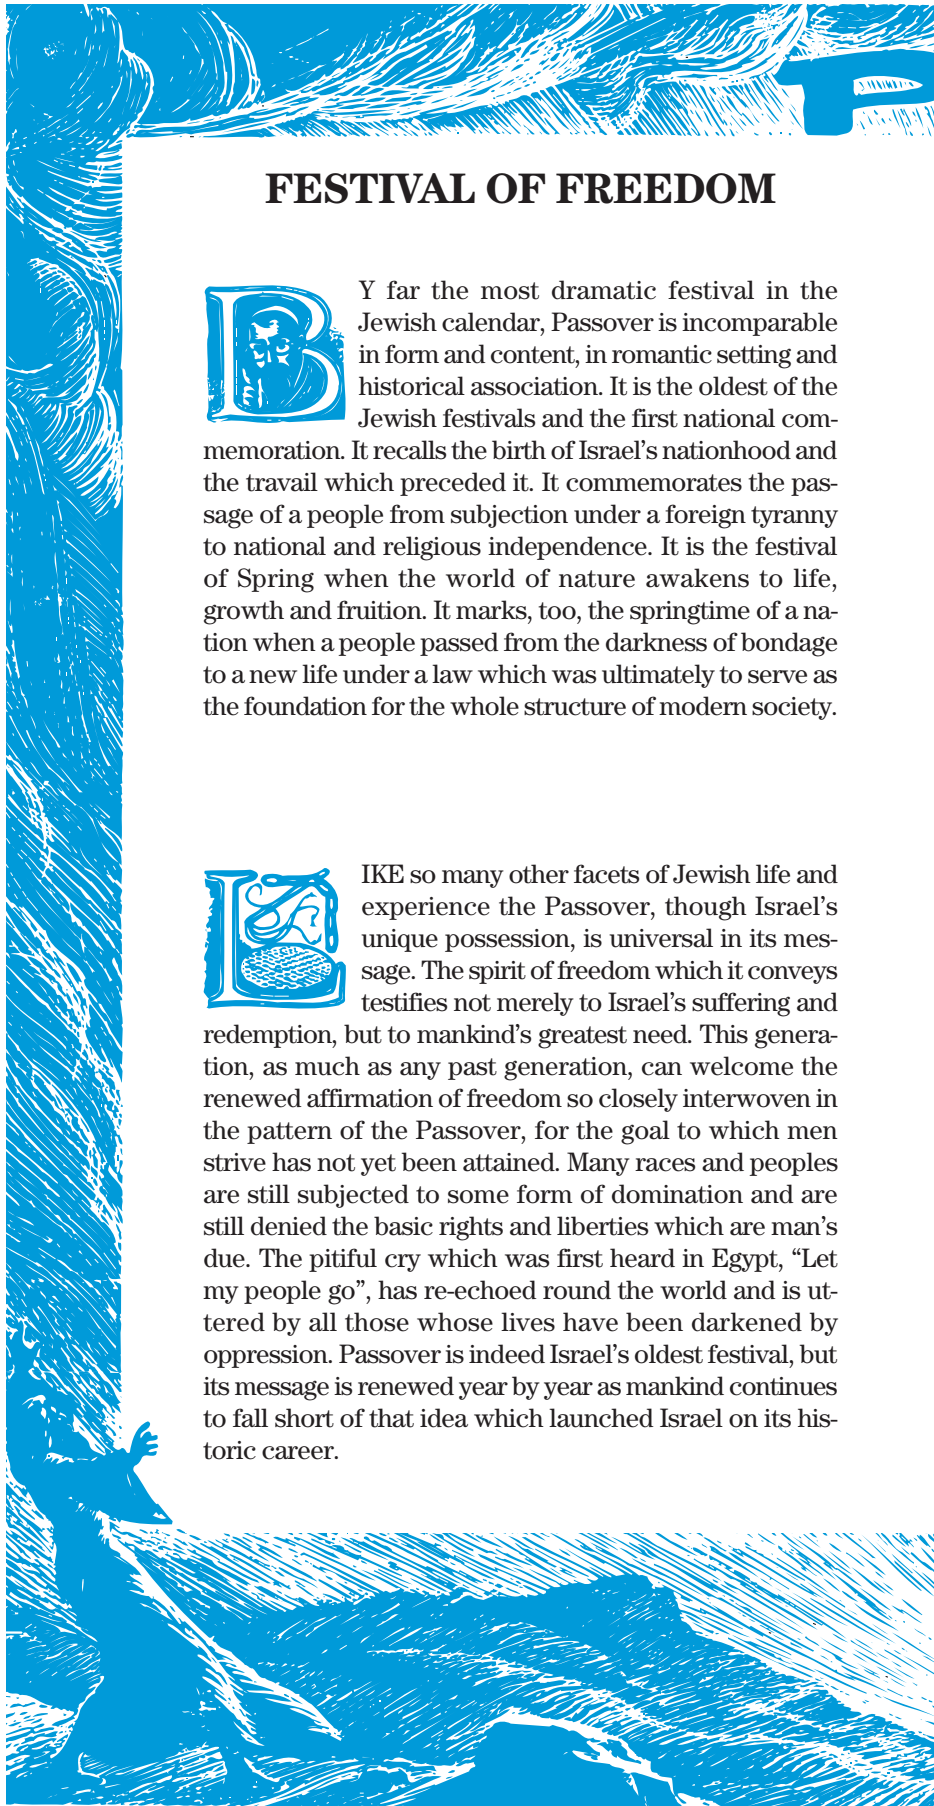 FESTIVAL OF FREEDOM
BY far the most dramatic festival in the
Jewish calendar, Passover is incomparable
in form and content, in romantic setting and
historical association. It is the oldest of the
Jewish festivals and the first national com-
memoration. It recalls the birth of Israel’s nationhood and
the travail which preceded it. It commemorates the pas-
sage of a people from subjection under a foreign tyranny
to national and religious independence. It is the festival
of Spring when the world of nature awakens to life,
growth and fruition. It marks, too, the springtime of a na-
tion when a people passed from the darkness of bondage
to a new life under a law which was ultimately to serve as
the foundation for the whole structure of modern society.
LIKE so many other facets of Jewish life and
experience the Passover, though Israel’s
unique possession, is universal in its mes-
sage. The spirit of freedom which it conveys
testifies not merely to Israel’s suffering and
redemption, but to mankind’s greatest need. This genera-
tion, as much as any past generation, can welcome the
renewed affirmation of freedom so closely interwoven in
the pattern of the Passover, for the goal to which men
strive has not yet been attained. Many races and peoples
are still subjected to some form of domination and are
still denied the basic rights and liberties which are man’s
due. The pitiful cry which was first heard in Egypt, “Let
my people go”, has re-echoed round the world and is ut-
tered by all those whose lives have been darkened by
oppression. Passover is indeed Israel’s oldest festival, but
its message is renewed year by year as mankind continues
to fall short of that idea which launched Israel on its his-
toric career.